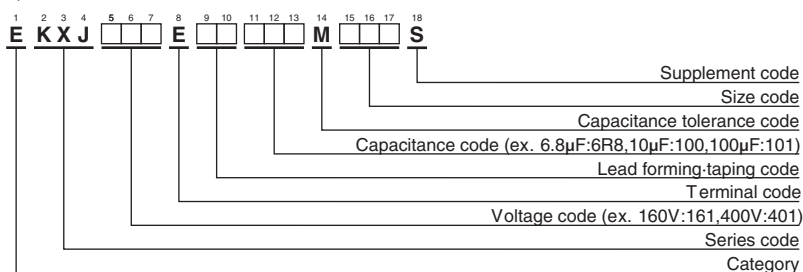 1 2 3 4 5 6 7 8 9 10 11 12 13 14 15 16 17 18
E K X J E M S
Supplement code
Size code
Capacitance tolerance code
Capacitance code (ex. 6.8μF:6R8,10μF:100,100μF:101)
Lead forming·taping code
Terminal code
Voltage code (ex. 160V:161,400V:401)
Series code
Category